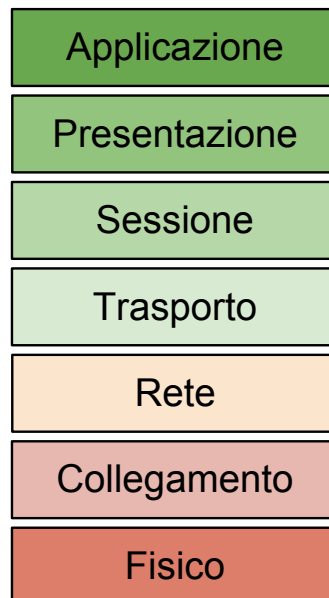 Applicazione
Presentazione
Sessione
Trasporto
Rete
Collegamento
Fisico